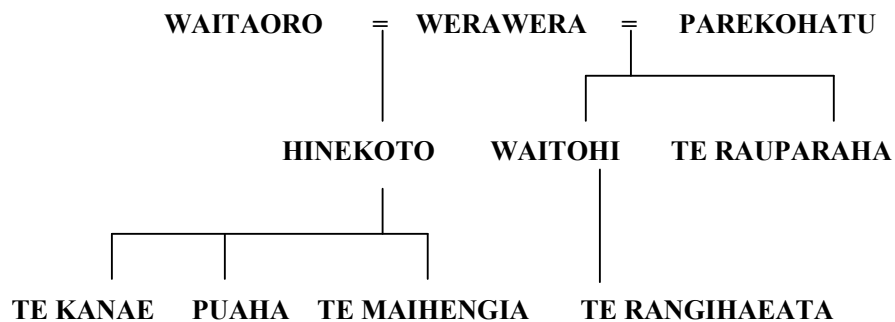 WAITAORO = WERAWERA = PAREKOHATU
HINEKOTO WAITOHI TE RAUPARAHA
TE KANAE PUAHA TE MAIHENGIA TE RANGIHAEATA